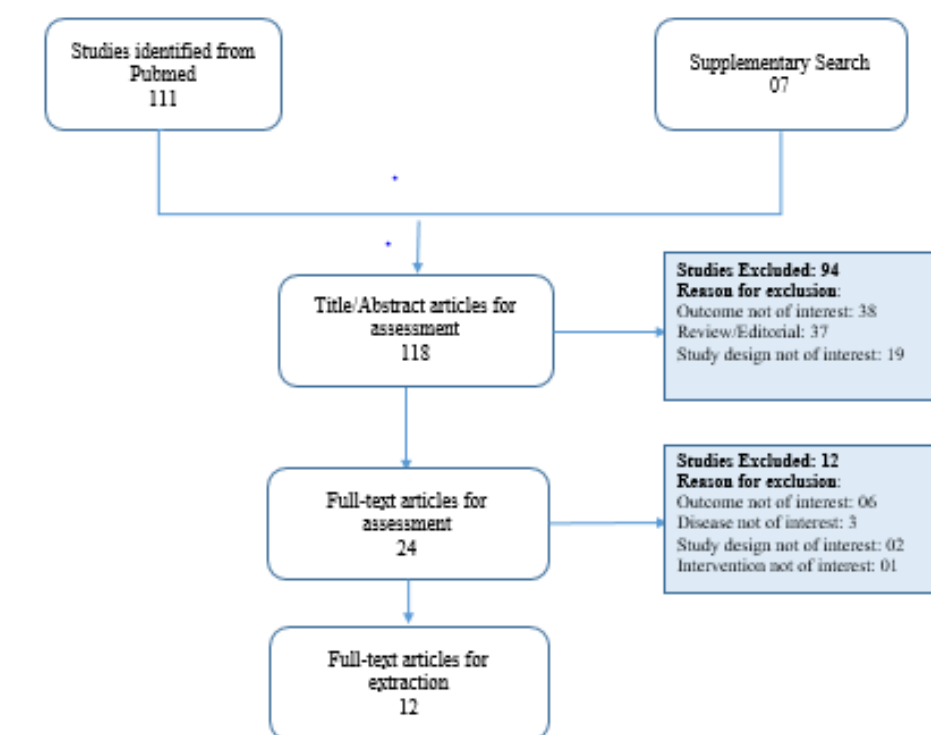 Studies identified from
Pubmed
111
Supplementary Search
07
Title/Abstract articles for
assessment
118
Studies Excluded: 94
Reason for exclusion:
Outcome not of interest: 38
Review/Editorial: 37
Study design not of interest: 19
Full-text articles for
assessment
24
Studies Excluded: 12
Reason for exclusion:
Outcome not of interest: 06
Disease not of interest: 3
Study design not of interest: 02
Intervention not of interest: 01
Full-text articles for
extraction
12